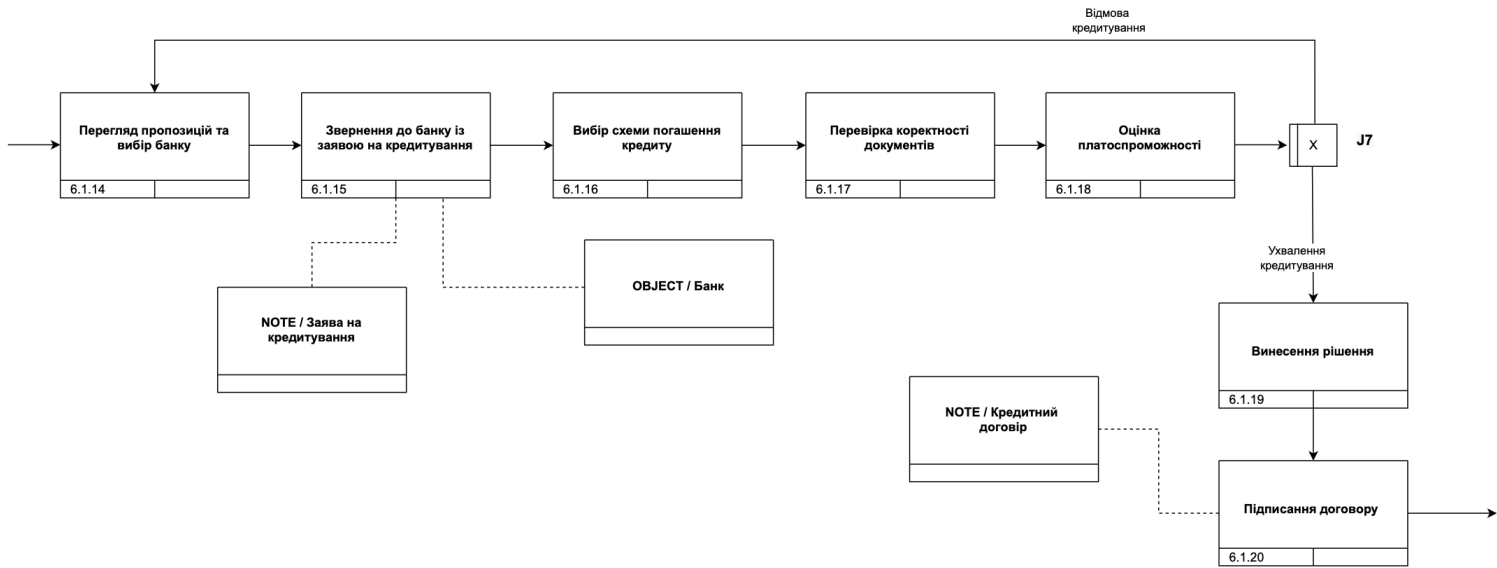 Відмова
кредитування
Перегляд пропозицій та
вибір банку
6.1.14
Звернення до банку із
заявою на кредитування
6.1.15
Вибір схеми погашення
кредиту
6.1.16
Перевірка коректності
документів
6.1.17
Оцінка
платоспроможності
6.1.18
X
J7
Ухвалення
кредитування
OBJECT / Банк
NOTE / Заява на
кредитування
Винесення рішення
6.1.19
NOTE / Кредитний
договір
Підписання договору
6.1.20